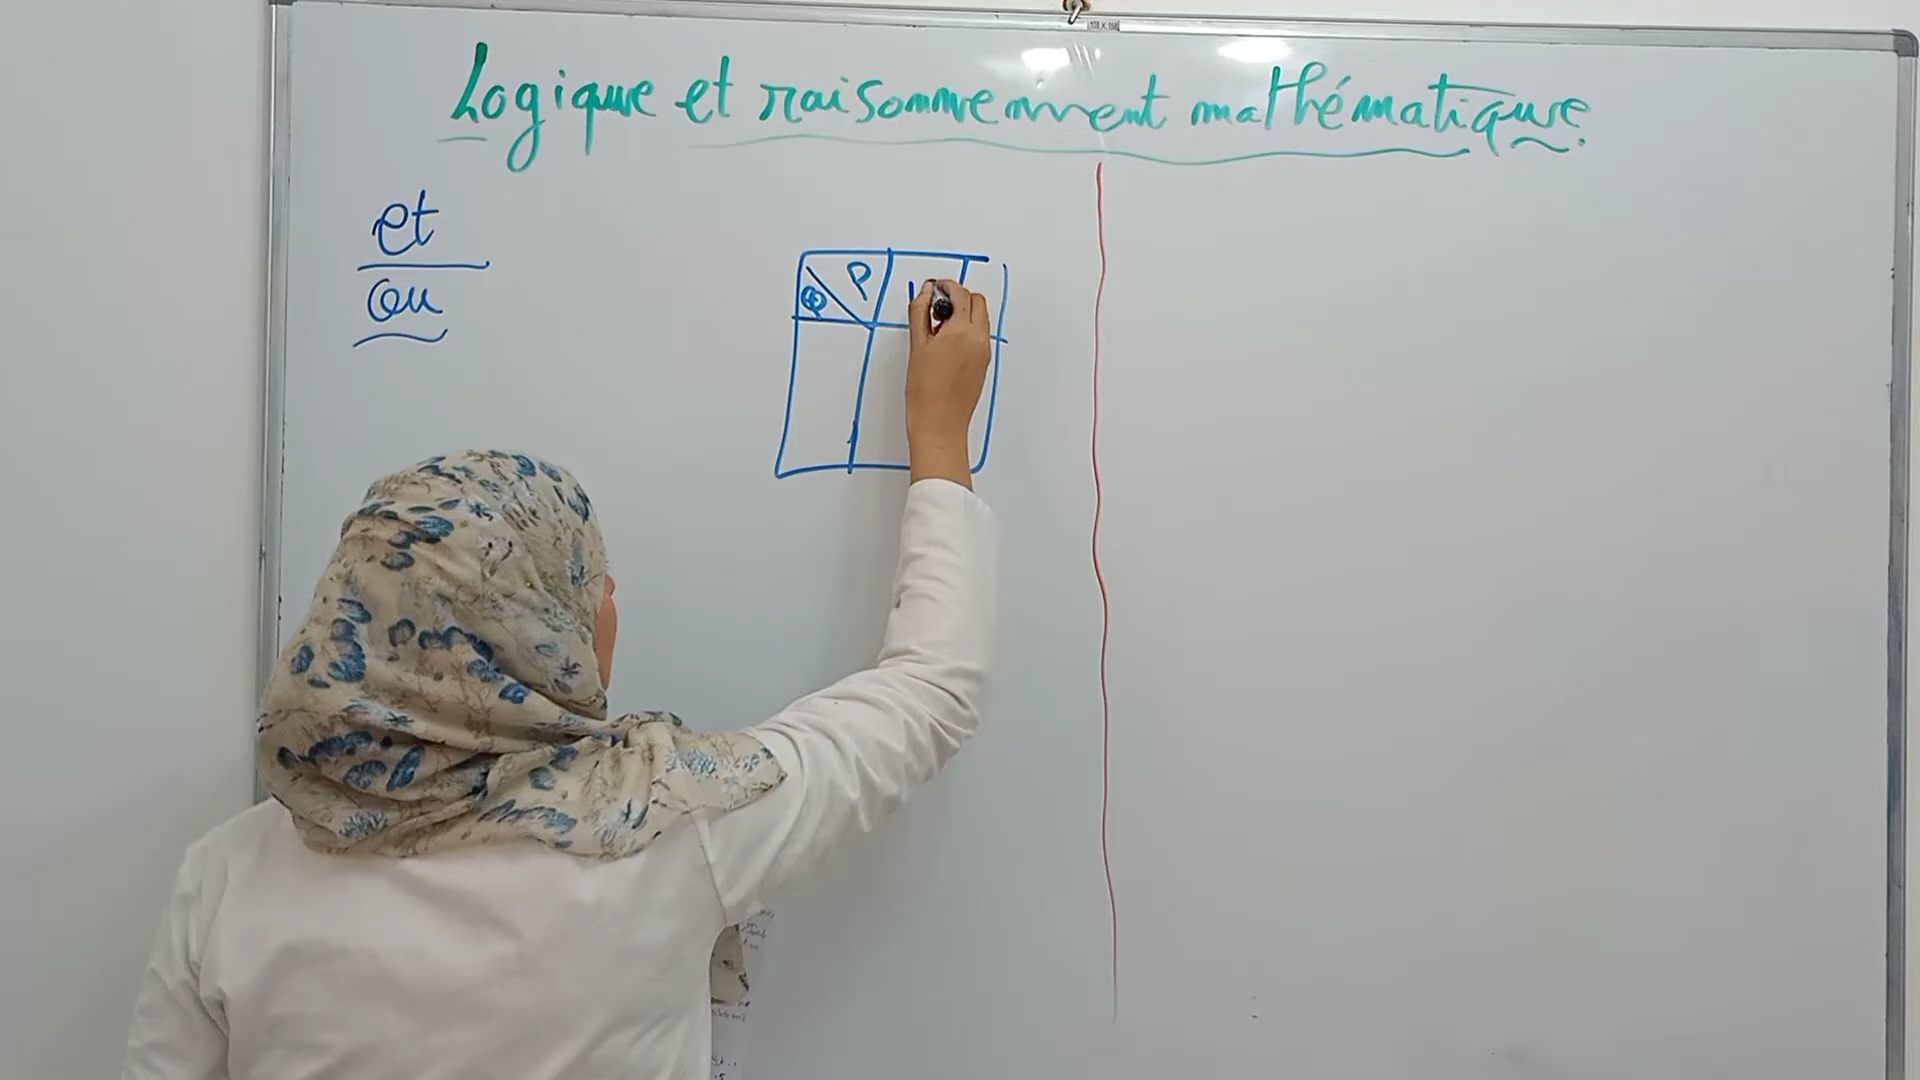 Logique et raisonnement mathématique.
et
ou
P
Q